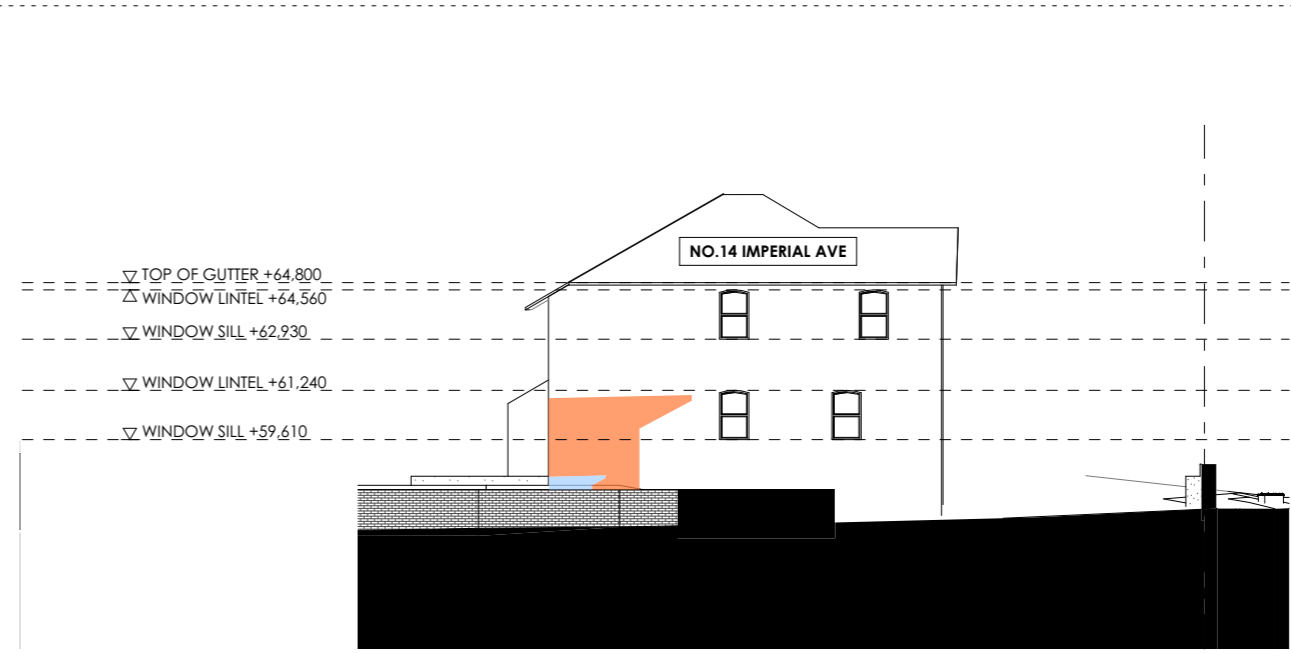 NO.14 IMPERIAL AVE
TOP OF GUTTER +64,800
WINDOW LINTEL +64,560
WINDOW SILL +62,930
WINDOW LINTEL +61,240
WINDOW SILL +59,610